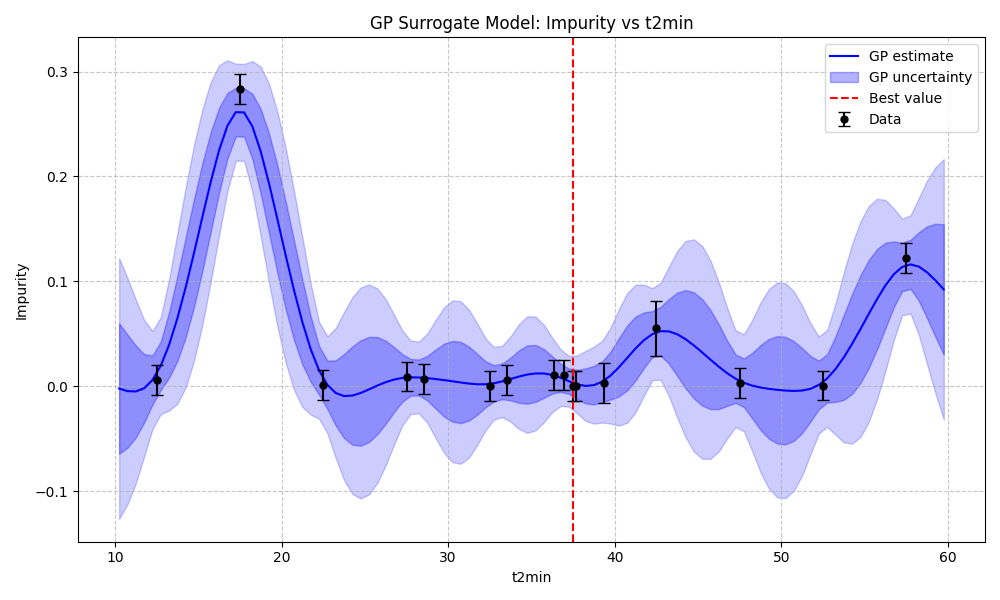 GP Surrogate Model: Impurity vs t2min
GP estimate
GP uncertainty
Best value
Data
Impurity
0.3
0.2
0.1
0.0
−0.1
10 20 30 40 50 60
t2min